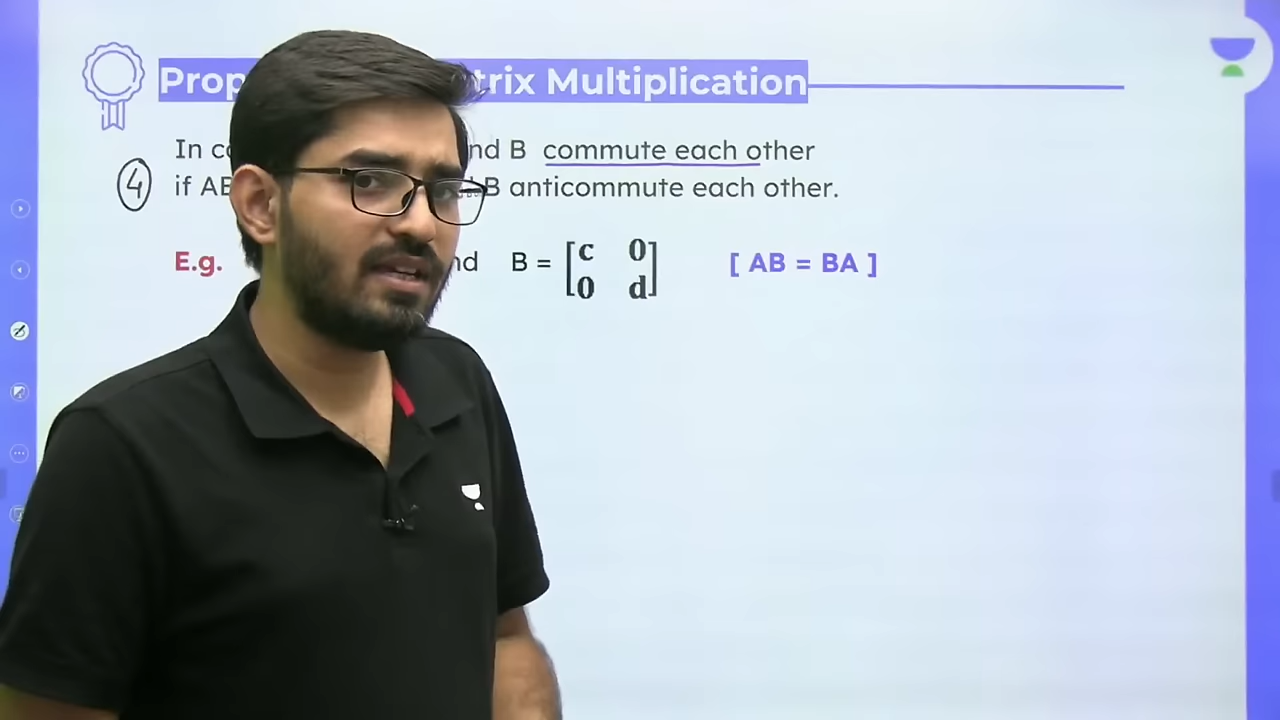 Prop trix Multiplication
In c nd B commute each other
④ if AB B anticommute each other.
E.g. nd B = [c 0
0 d] [ AB = BA ]